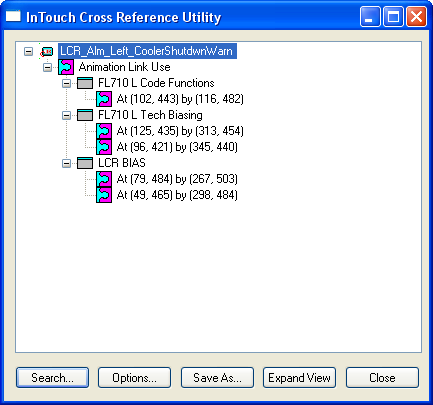 InTouch Cross Reference Utility
LCR_Alm_Left_CoolerShutdwnWarn
Animation Link Use
FL710 L Code Functions
At (102, 443) by (116, 482)
FL710 L Tech Biasing
At (125, 435) by (313, 454)
At (96, 421) by (345, 440)
LCR BIAS
At (79, 484) by (267, 503)
At (49, 465) by (298, 484)
Search... Options... Save As... Expand View Close